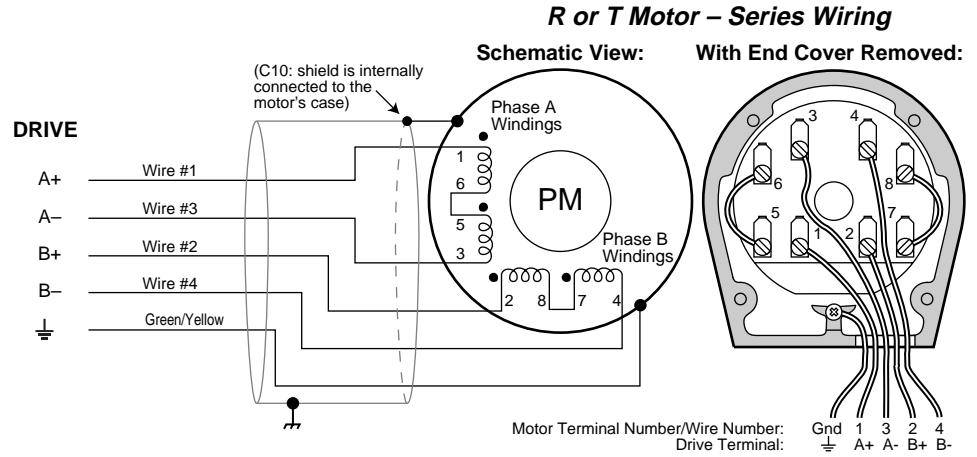 R or T Motor – Series Wiring
Schematic View:
With End Cover Removed:
(C10: shield is internally
connected to the
motor's case)
DRIVE
A+
Wire #1
A–
Wire #3
B+
Wire #2
B–
Wire #4
Green/Yellow
Phase A
Windings
1
6
5
3
PM
Phase B
Windings
2
8
7
4
3
4
6
8
5
1
2
7
Motor Terminal Number/Wire Number: Gnd 1 3 2 4
Drive Terminal: A+ A- B+ B-